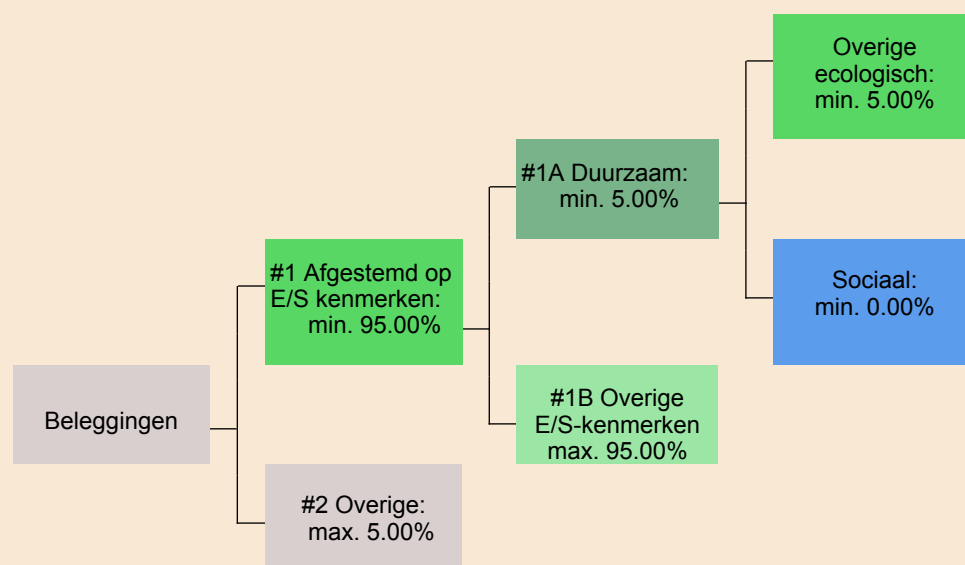 Beleggingen
#1 Afgestemd op
E/S kenmerken:
min. 95.00%
#2 Overige:
max. 5.00%
#1A Duurzaam:
min. 5.00%
#1B Overige
E/S-kenmerken
max. 95.00%
Overige
ecologisch:
min. 5.00%
Sociaal:
min. 0.00%